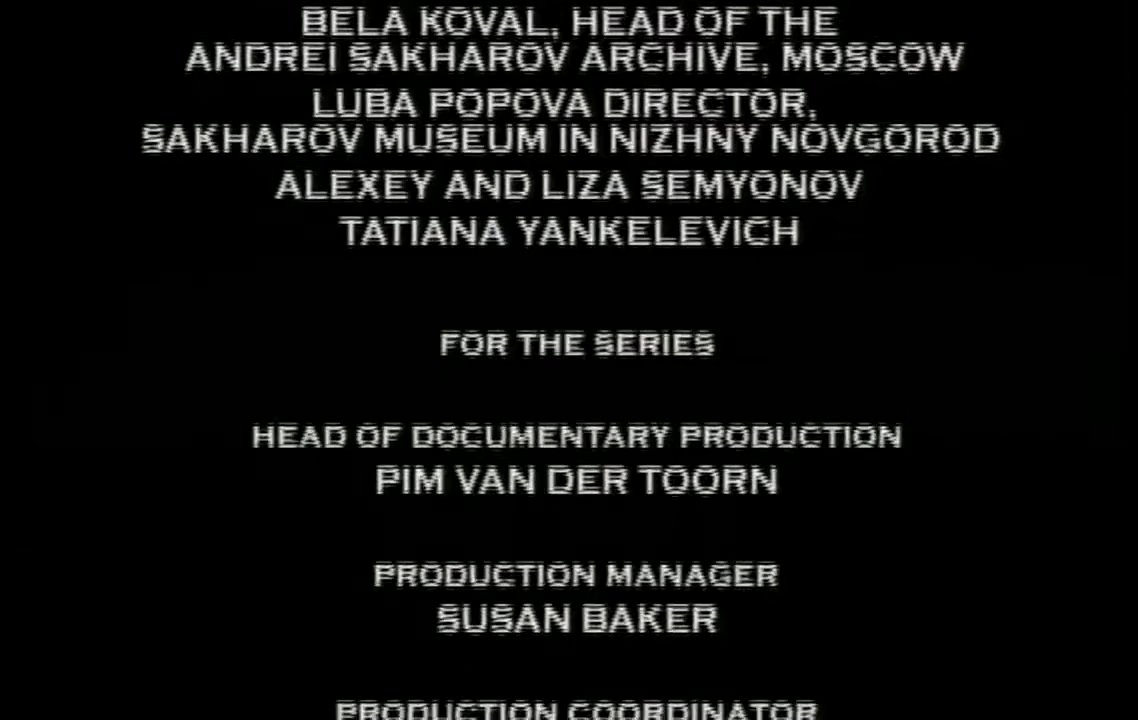 BELA KOVAL, HEAD OF THE
ANDREI SAKHAROV ARCHIVE, MOSCOW
LUBA POPOVA DIRECTOR,
SAKHAROV MUSEUM IN NIZHNY NOVGOROD
ALEXEY AND LIZA SEMYONOV
TATIANA YANKELEVICH
FOR THE SERIES
HEAD OF DOCUMENTARY PRODUCTION
PIM VAN DER TOORN
PRODUCTION MANAGER
SUSAN BAKER
PRODUCTION COORDINATOR